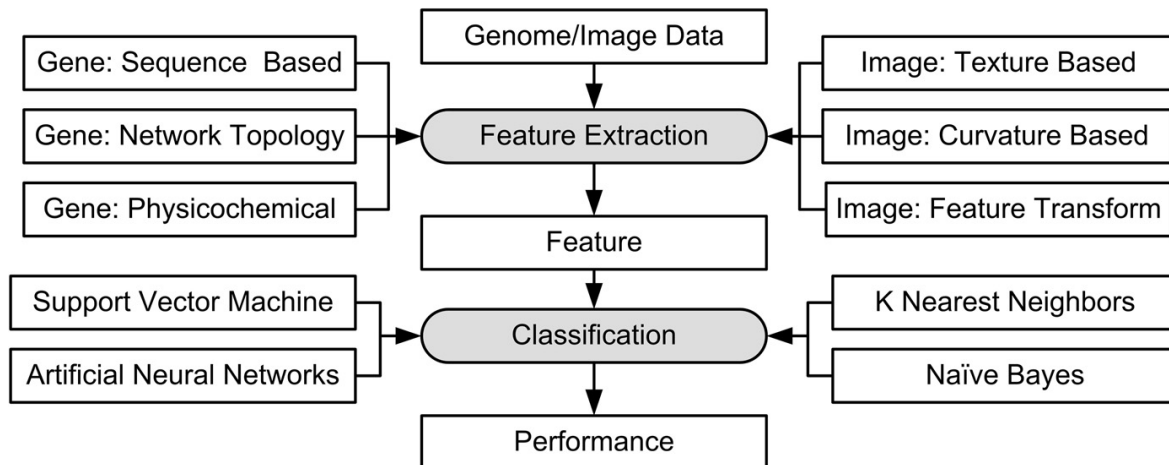 Genome/Image Data
Gene: Sequence Based
Image: Texture Based
Gene: Network Topology
Feature Extraction
Image: Curvature Based
Gene: Physicochemical
Image: Feature Transform
Feature
Support Vector Machine
K Nearest Neighbors
Classification
Artificial Neural Networks
Naïve Bayes
Performance